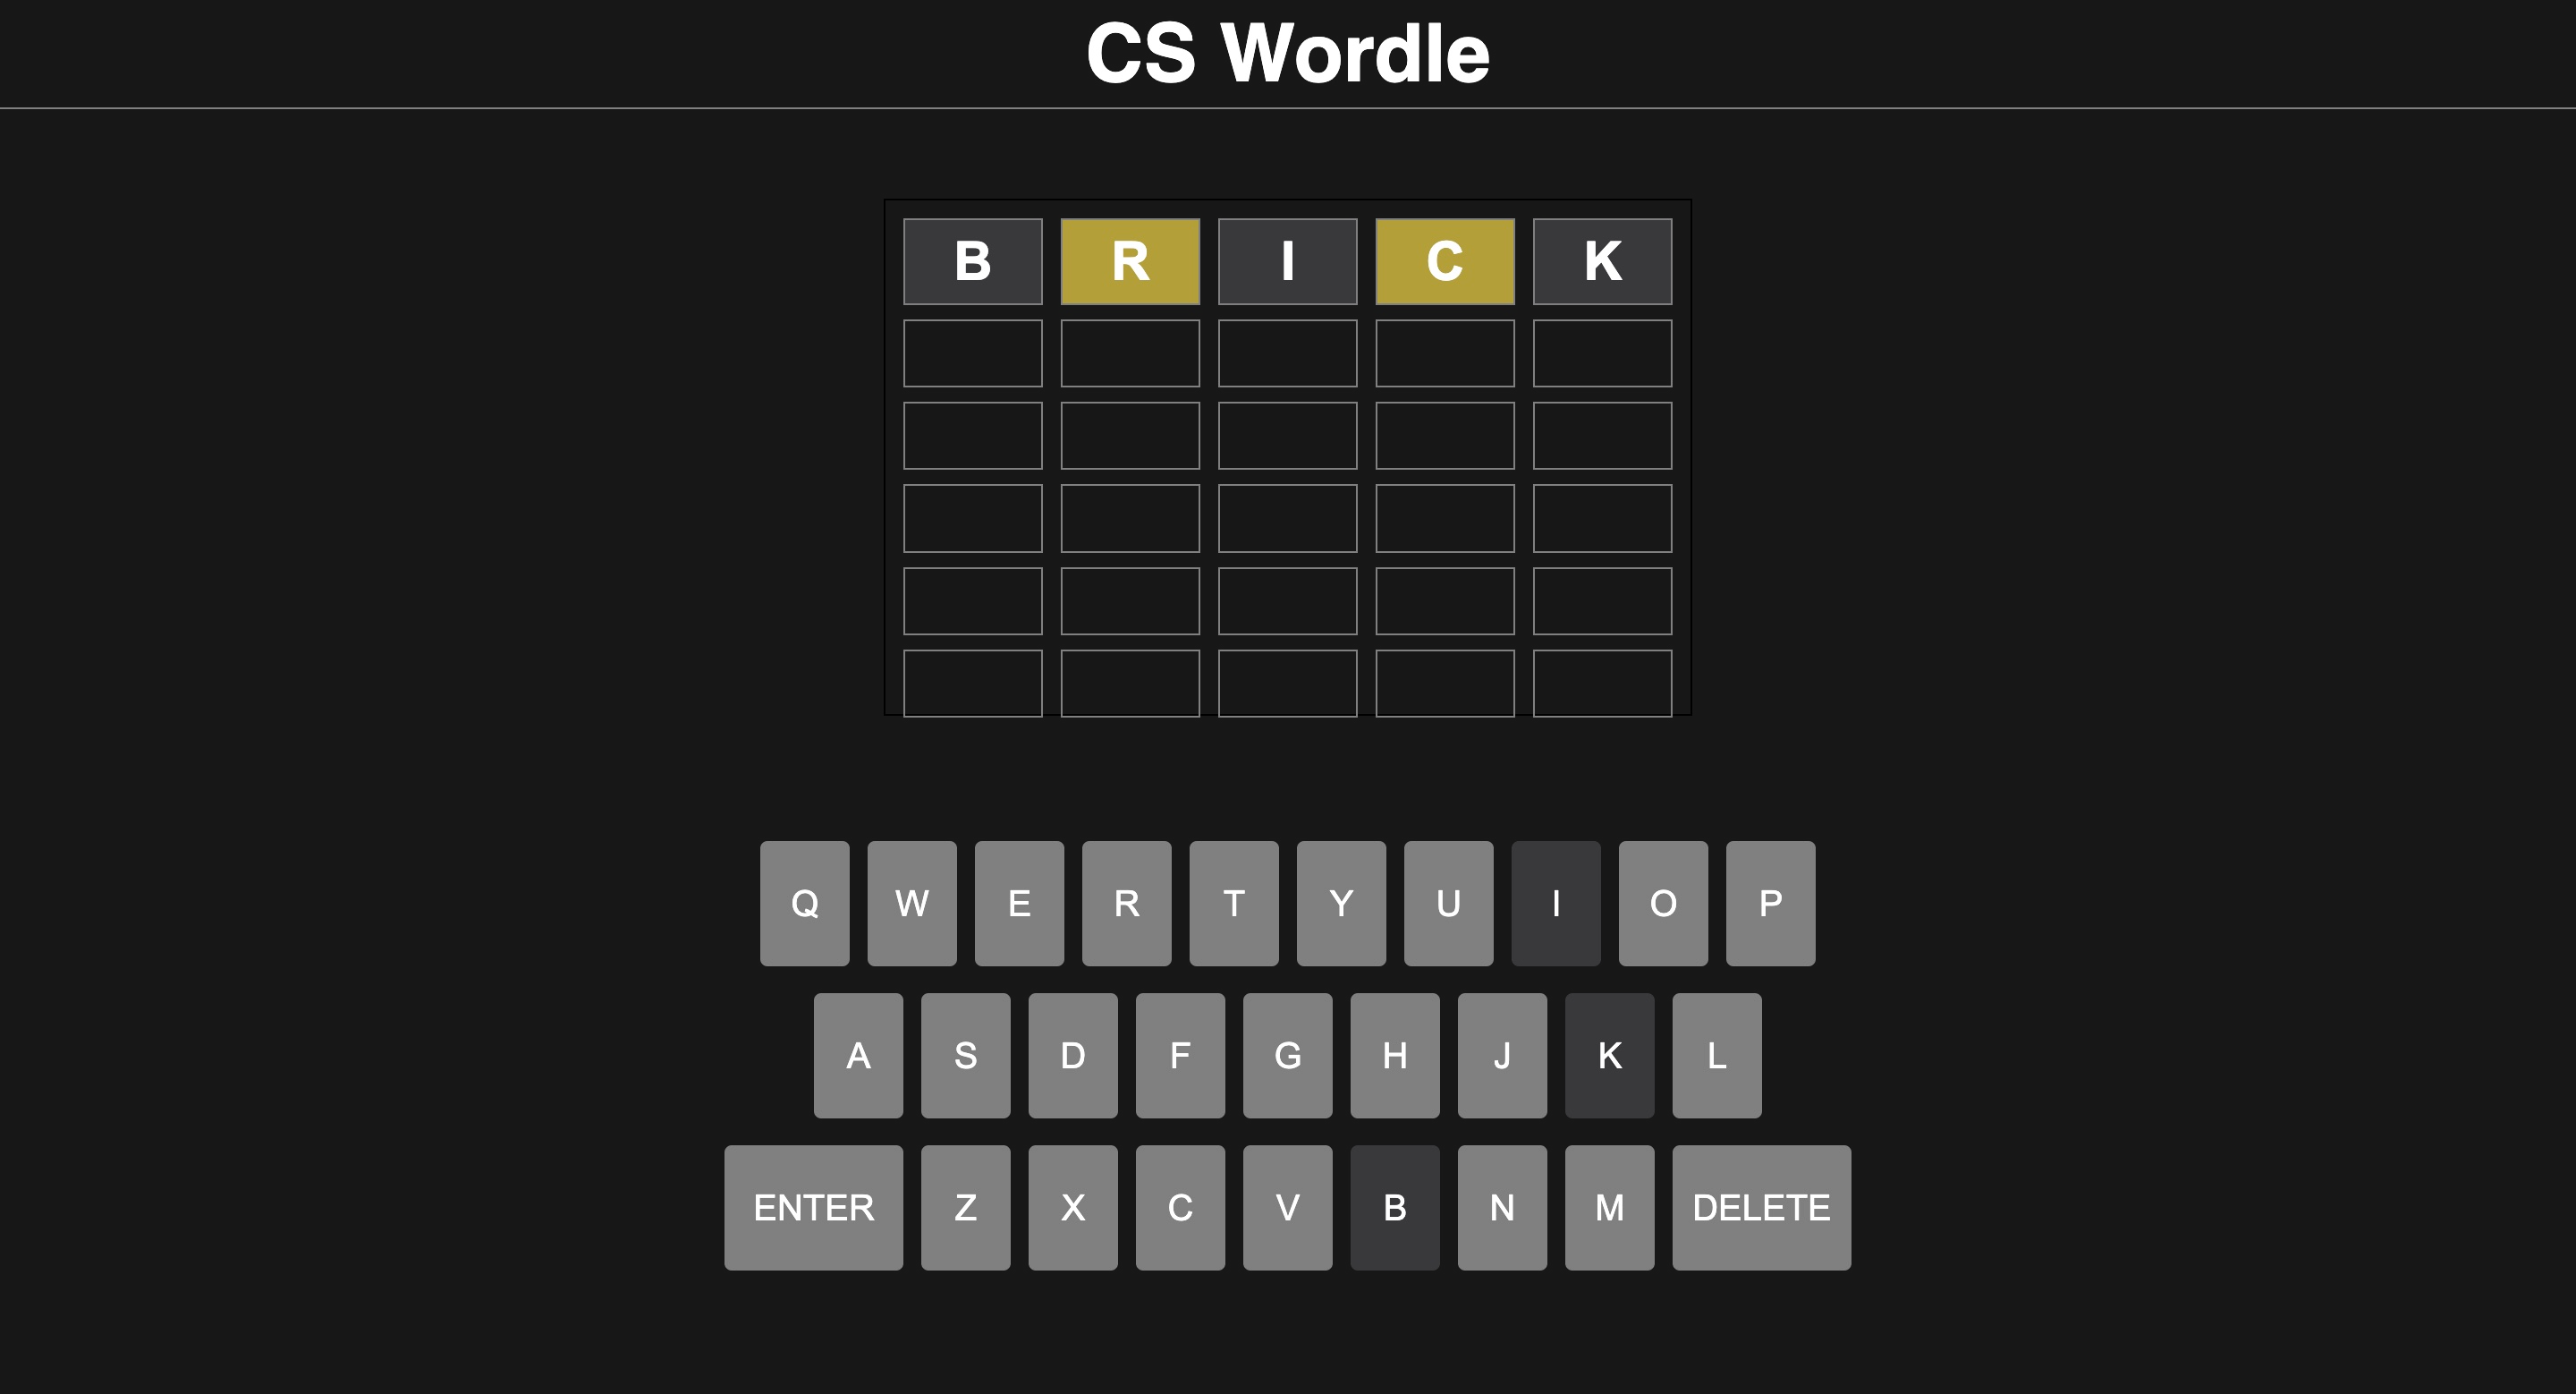 CS Wordle
B R I C K
Q W E R T Y U I O P
A S D F G H J K L
ENTER Z X C V B N M DELETE